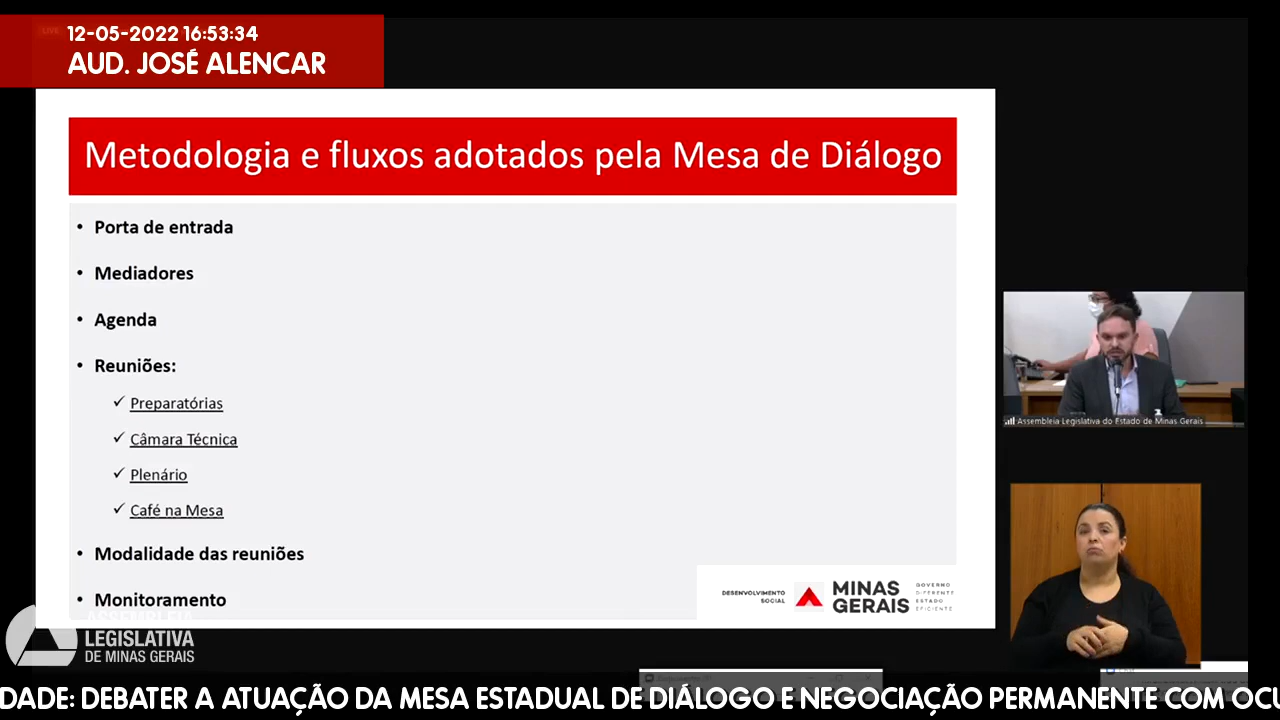 LIVE
12-05-2022 16:53:34
AUD. JOSÉ ALENCAR
Metodologia e fluxos adotados pela Mesa de Diálogo
• Porta de entrada
• Mediadores
• Agenda
• Reuniões:
✓ Preparatórias
✓ Câmara Técnica
✓ Plenário
✓ Café na Mesa
• Modalidade das reuniões
• Monitoramento
DESENVOLVIMENTO
SOCIAL
MINAS
GERAIS
GOVERNO
DIFERENTE
ESTADO
EFICIENTE
Assembleia Legislativa do Estado de Minas Gerais
ASSEMBLEIA
LEGISLATIVA
DE MINAS GERAIS
DADE: DEBATER A ATUAÇÃO DA MESA ESTADUAL DE DIÁLOGO E NEGOCIAÇÃO PERMANENTE COM OCU